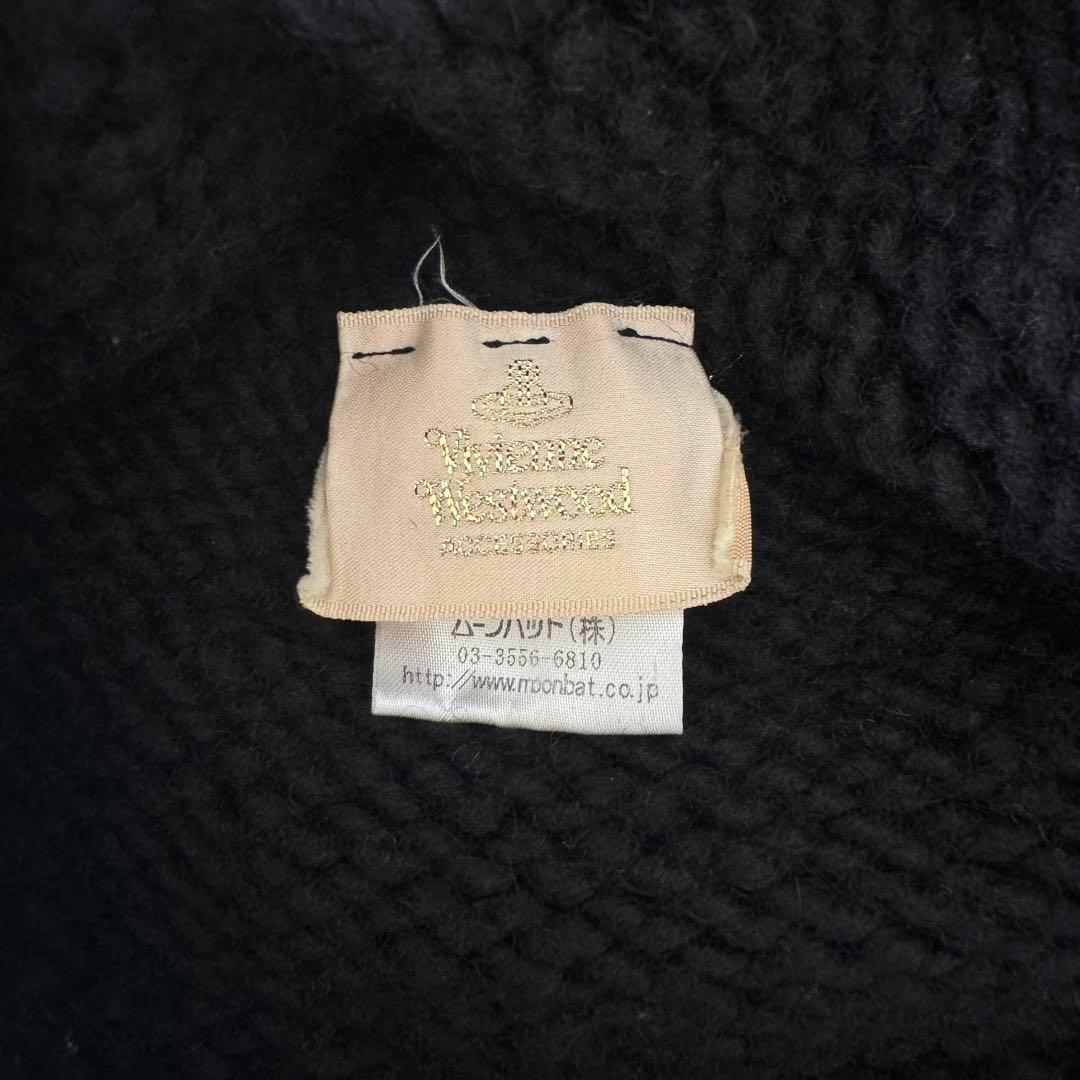 Vivienne
Westwood
ACCESSORIES
ムーンバット(株)
03-3556-6810
http://www.moonbat.co.jp